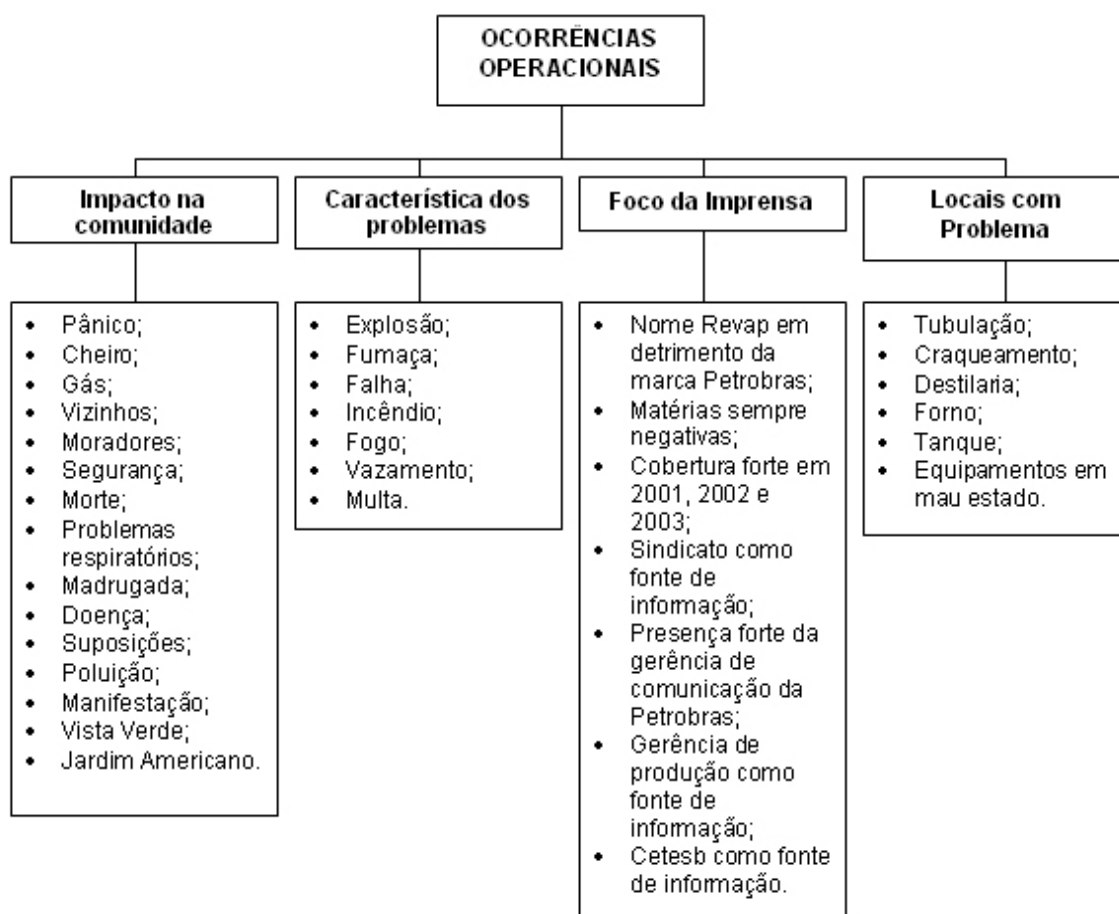 OCORRÊNCIAS
OPERACIONAIS
Impacto na
comunidade
• Pânico;
• Cheiro;
• Gás;
• Vizinhos;
• Moradores;
• Segurança;
• Morte;
• Problemas
respiratórios;
• Madrugada;
• Doença;
• Suposições;
• Poluição;
• Manifestação;
• Vista Verde;
• Jardim Americano.
Característica dos
problemas
• Explosão;
• Fumaça;
• Falha;
• Incêndio;
• Fogo;
• Vazamento;
• Multa.
Foco da Imprensa
• Nome Revap em
detrimento da
marca Petrobras;
• Matérias sempre
negativas;
• Cobertura forte em
2001, 2002 e
2003;
• Sindicato como
fonte de
informação;
• Presença forte da
gerência de
comunicação da
Petrobras;
• Gerência de
produção como
fonte de
informação;
• Cetesb como fonte
de informação.
Locais com
Problema
• Tubulação;
• Craqueamento;
• Destilaria;
• Forno;
• Tanque;
• Equipamentos em
mau estado.